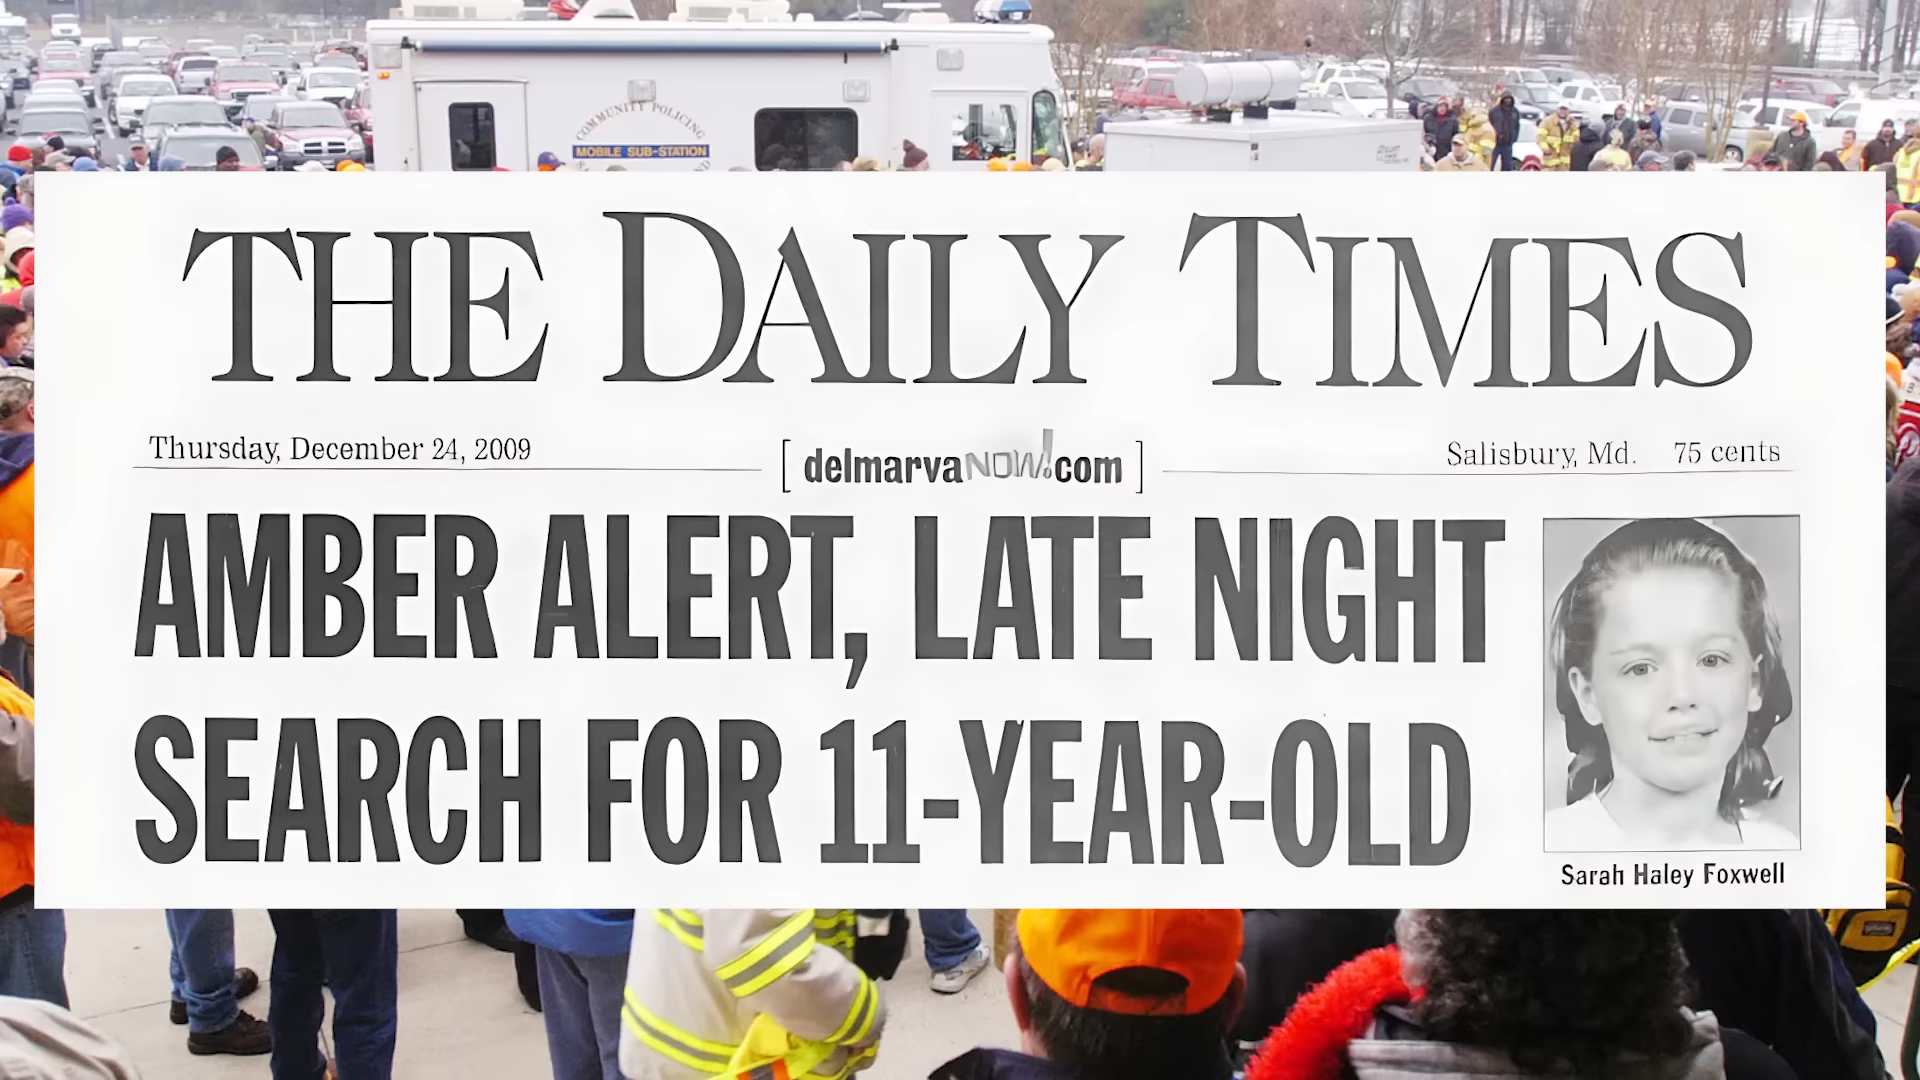 COMMUNITY POLICING
MOBILE SUB-STATION
THE DAILY TIMES
Thursday, December 24, 2009
[ delmarvaNOW!.com ]
Salisbury, Md. 75 cents
AMBER ALERT, LATE NIGHT
SEARCH FOR 11-YEAR-OLD
Sarah Haley Foxwell